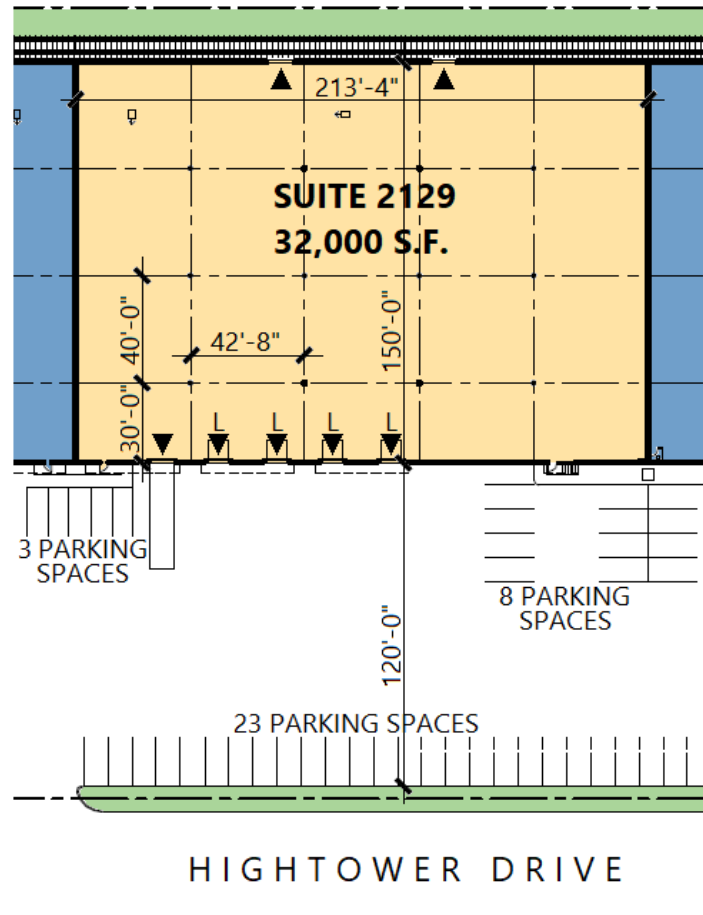 213'-4"
SUITE 2129
32,000 S.F.
40'-0"
42'-8"
150'-0"
30'-0"
L L L L
3 PARKING
SPACES
8 PARKING
SPACES
120'-0"
23 PARKING SPACES
HIGHTOWER DRIVE